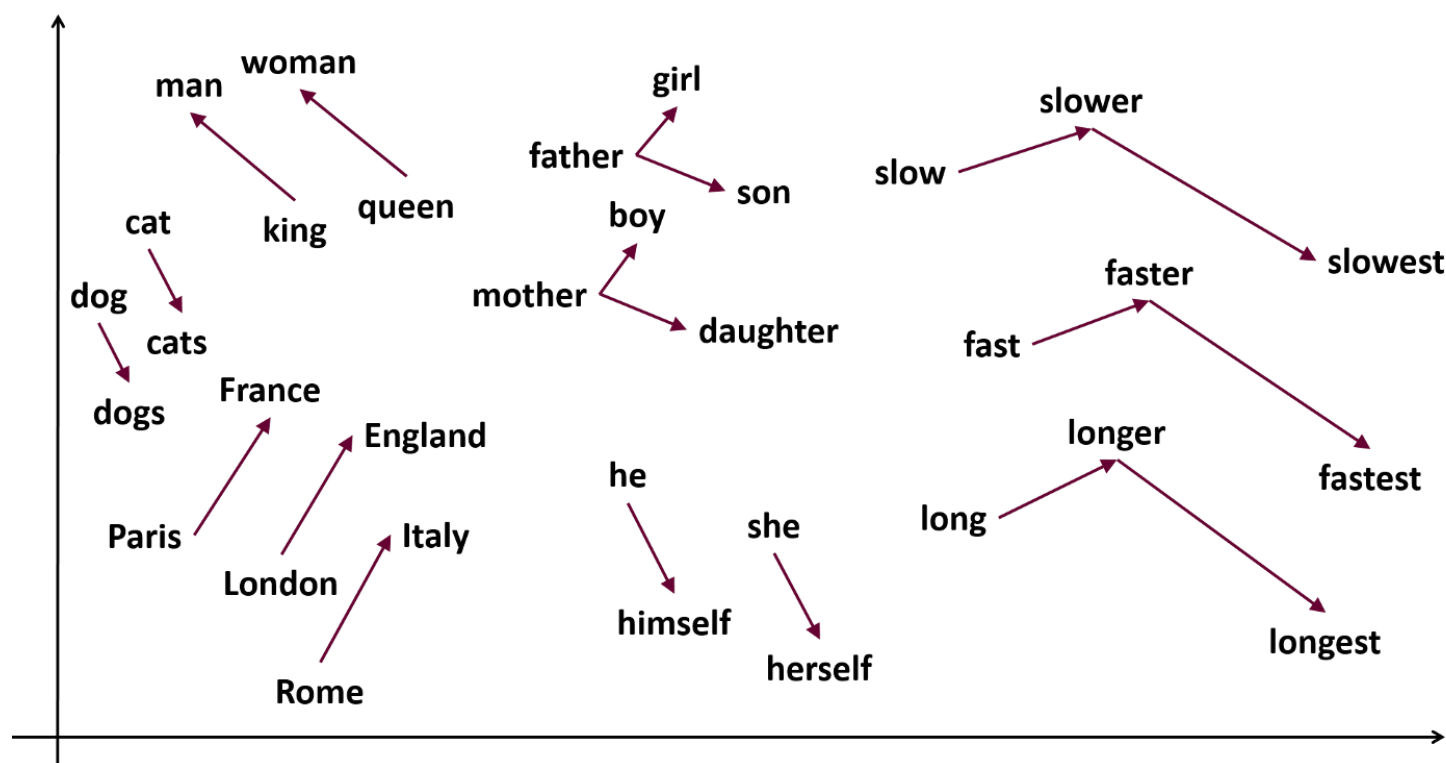 man
woman
king
queen
cat
cats
dog
dogs
France
England
Italy
Paris
London
Rome
girl
father
son
boy
mother
daughter
he
himself
she
herself
slower
slow
slowest
faster
fast
fastest
longer
long
longest